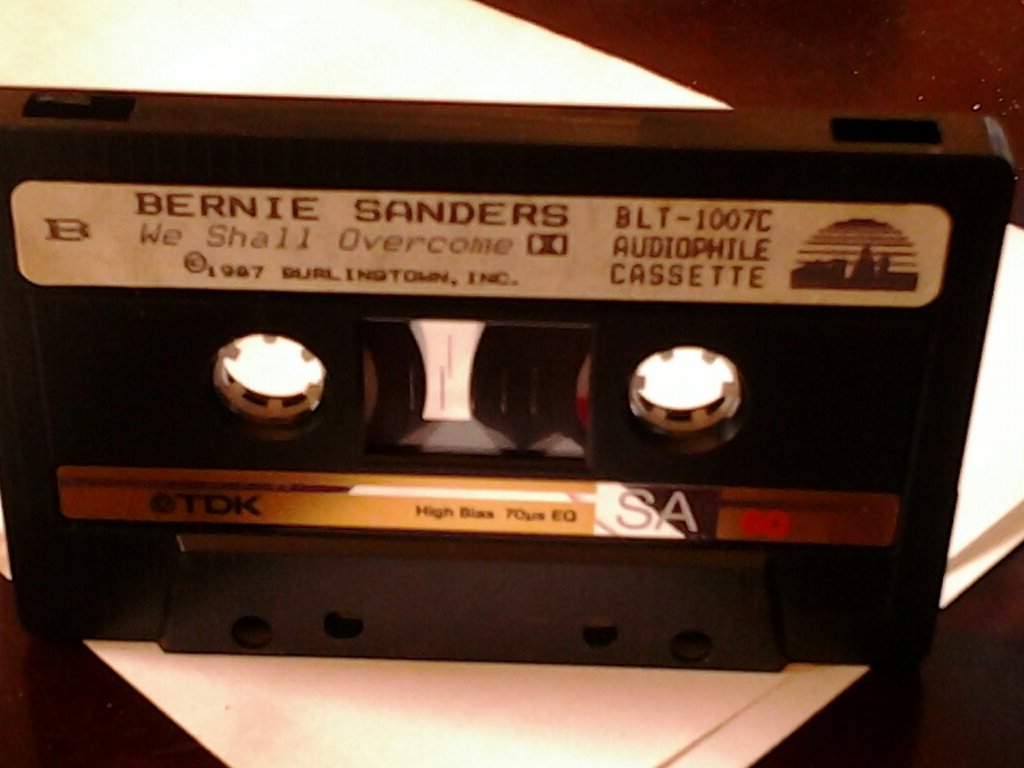 B
BERNIE SANDERS
We Shall Overcome
©1987 BURLINGTOWN, INC.
BLT-1007C
AUDIOPHILE
CASSETTE
TDK
High Bias 70µs EQ
SA